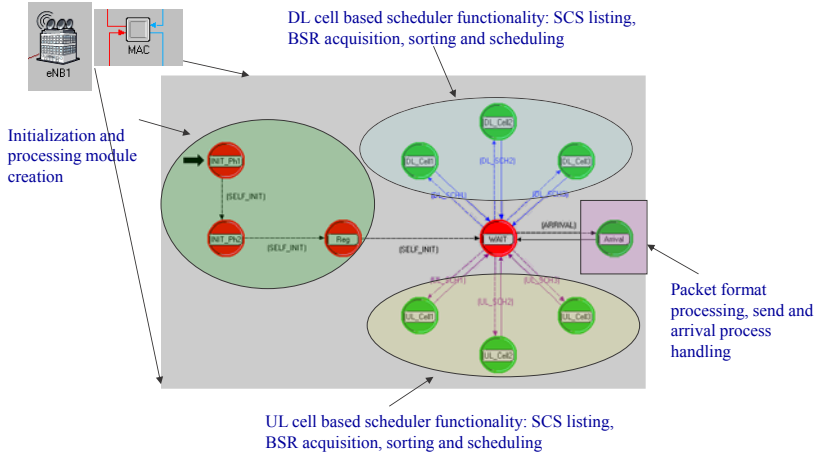 DL cell based scheduler functionality: SCS listing,
BSR acquisition, sorting and scheduling
eNB1
MAC
Initialization and
processing module
creation
INIT_Ph1
(SELF_INIT)
INIT_Ph2
(SELF_INIT)
Reg
(SELF_INIT)
DL_Cell1
DL_Cell2
DL_Cell3
(DL_SCH1)
(DL_SCH2)
(DL_SCH3)
WAIT
(ARRIVAL)
Arrival
(UL_SCH1)
(UL_SCH2)
(UL_SCH3)
UL_Cell1
UL_Cell2
UL_Cell3
Packet format
processing, send and
arrival process
handling
UL cell based scheduler functionality: SCS listing,
BSR acquisition, sorting and scheduling